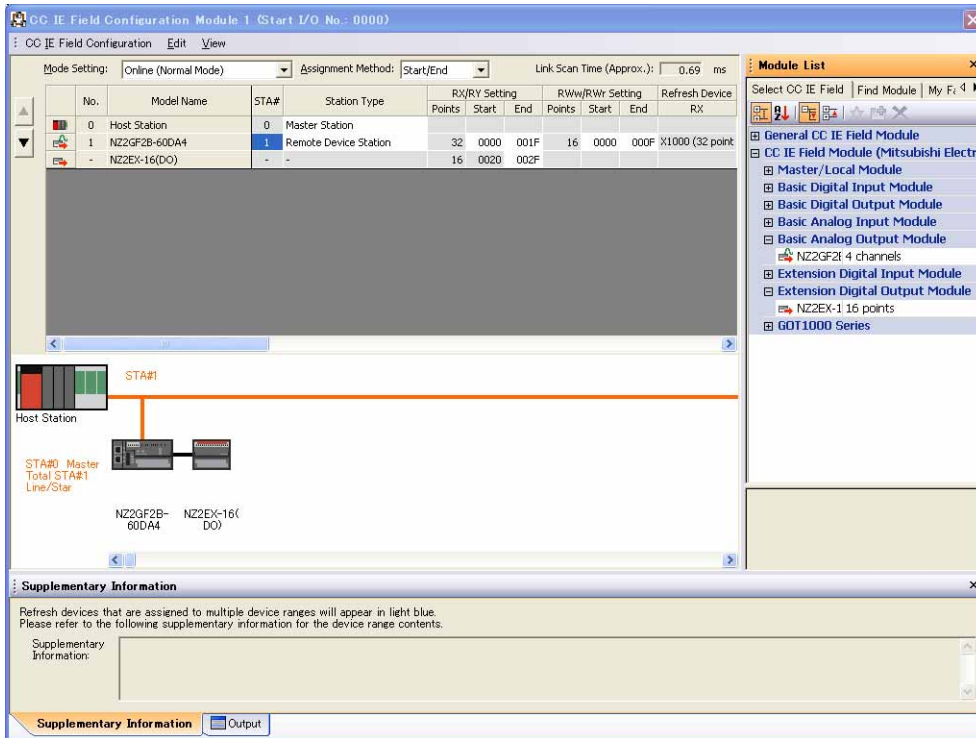 CC IE Field Configuration Module 1 (Start I/O No.: 0000)
CC IE Field Configuration Edit View
Mode Setting: Online (Normal Mode) Assignment Method: Start/End Link Scan Time (Approx.): 0.69 ms
No. Model Name STA# Station Type RX/RY Setting RWw/RWr Setting Refresh Device
Points Start End Points Start End RX
0 Host Station 0 Master Station
1 NZ2GF2B-60DA4 1 Remote Device Station 32 0000 001F 16 0000 000F X1000 (32 point
- NZ2EX-16(DO) - - 16 0020 002F
STA#1
Host Station
STA#0 Master
Total STA#1
Line/Star
NZ2GF2B-
60DA4
NZ2EX-16(
DO)
Module List
Select CC IE Field Find Module My Fa
General CC IE Field Module
CC IE Field Module (Mitsubishi Electr
Master/Local Module
Basic Digital Input Module
Basic Digital Output Module
Basic Analog Input Module
Basic Analog Output Module
NZ2GF2B 4 channels
Extension Digital Input Module
Extension Digital Output Module
NZ2EX-1 16 points
GOT1000 Series
Supplementary Information
Refresh devices that are assigned to multiple device ranges will appear in light blue.
Please refer to the following supplementary information for the device range contents.
Supplementary
Information:
Supplementary Information Output